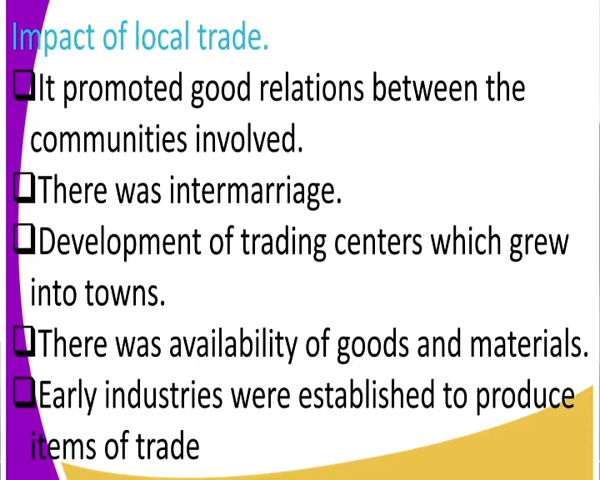 Impact of local trade.
❑It promoted good relations between the
communities involved.
❑There was intermarriage.
❑Development of trading centers which grew
into towns.
❑There was availability of goods and materials.
❑Early industries were established to produce
items of trade